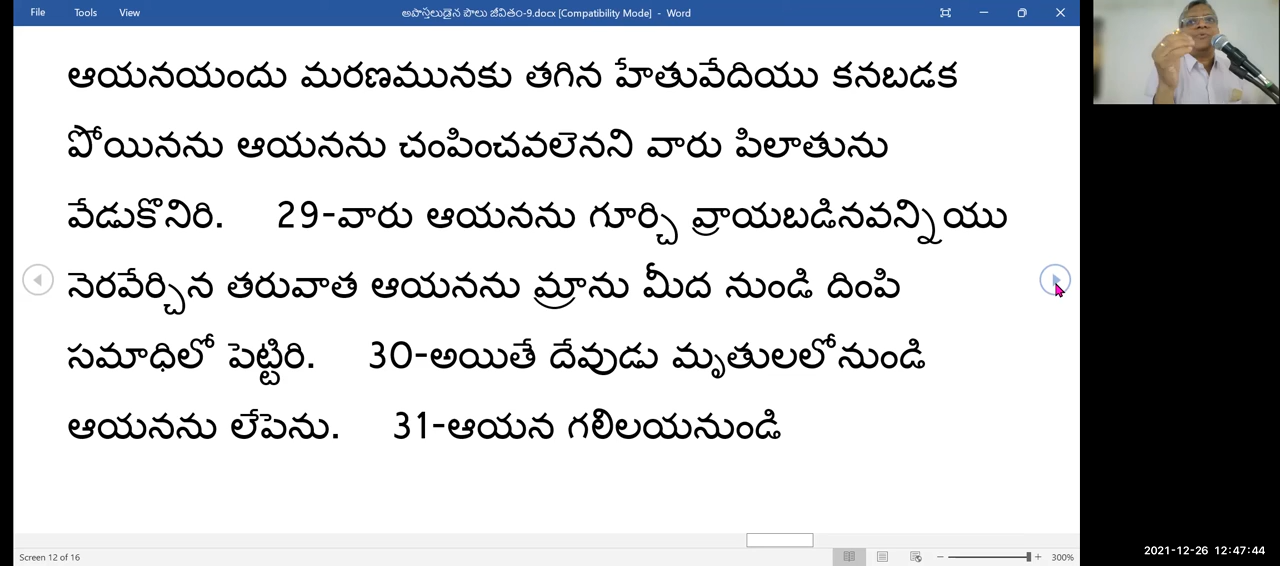 File Tools View అపొస్తలుడైన పౌలు జీవితం-9.docx [Compatibility Mode] - Word
ఆయనయందు మరణమునకు తగిన హేతువేదియు కనబడక
పోయినను ఆయనను చంపించవలెనని వారు పిలాతును
వేడుకొనిరి. 29-వారు ఆయనను గూర్చి వ్రాయబడినవన్నియు
నెరవేర్చిన తరువాత ఆయనను మ్రాను మీద నుండి దింపి
సమాధిలో పెట్టిరి. 30-అయితే దేవుడు మృతులలోనుండి
ఆయనను లేపెను. 31-ఆయన గలిలయనుండి
Screen 12 of 16 300%
2021-12-26 12:47:44